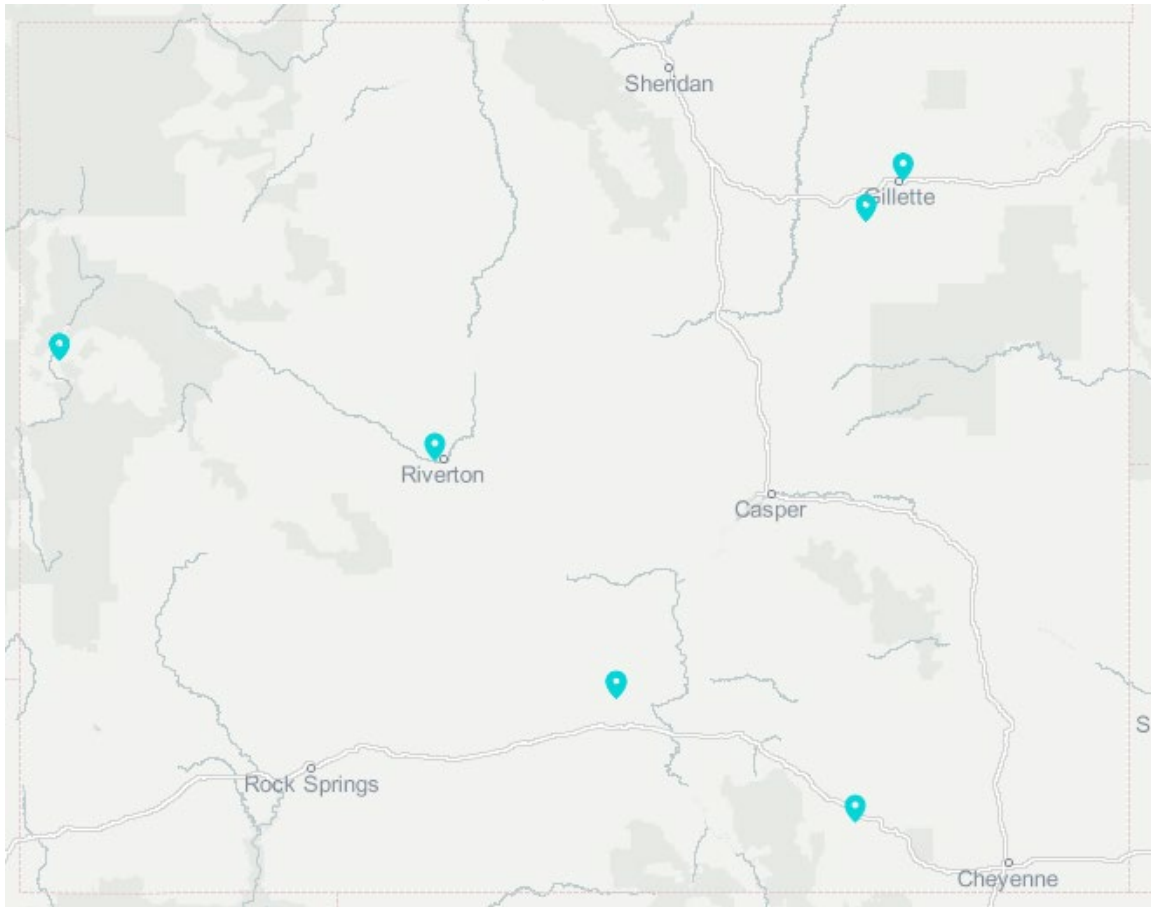 Sheridan
Gillette
Riverton
Casper
S
Rock Springs
Cheyenne